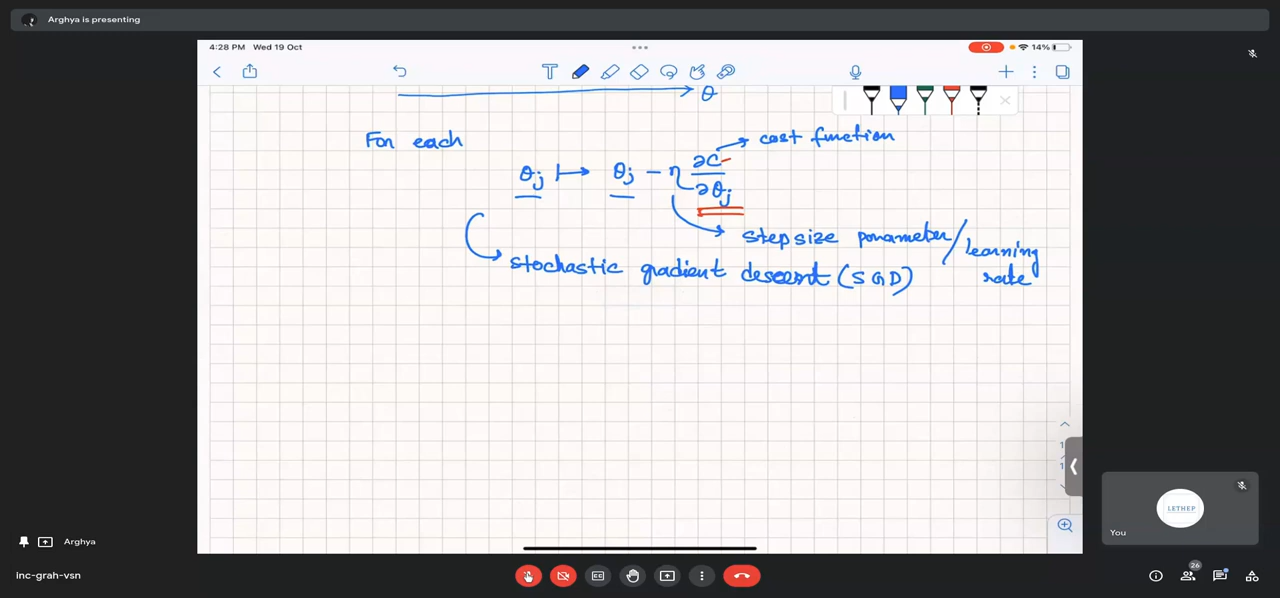 Arghya is presenting
4:28 PM Wed 19 Oct
14%
θ
For each
cost function
θj ↦ θj − η ∂C/∂θj
step size parameter/learning rate
stochastic gradient descent (SGD)
LETHEP
You
Arghya
lnc-grah-vsn
26